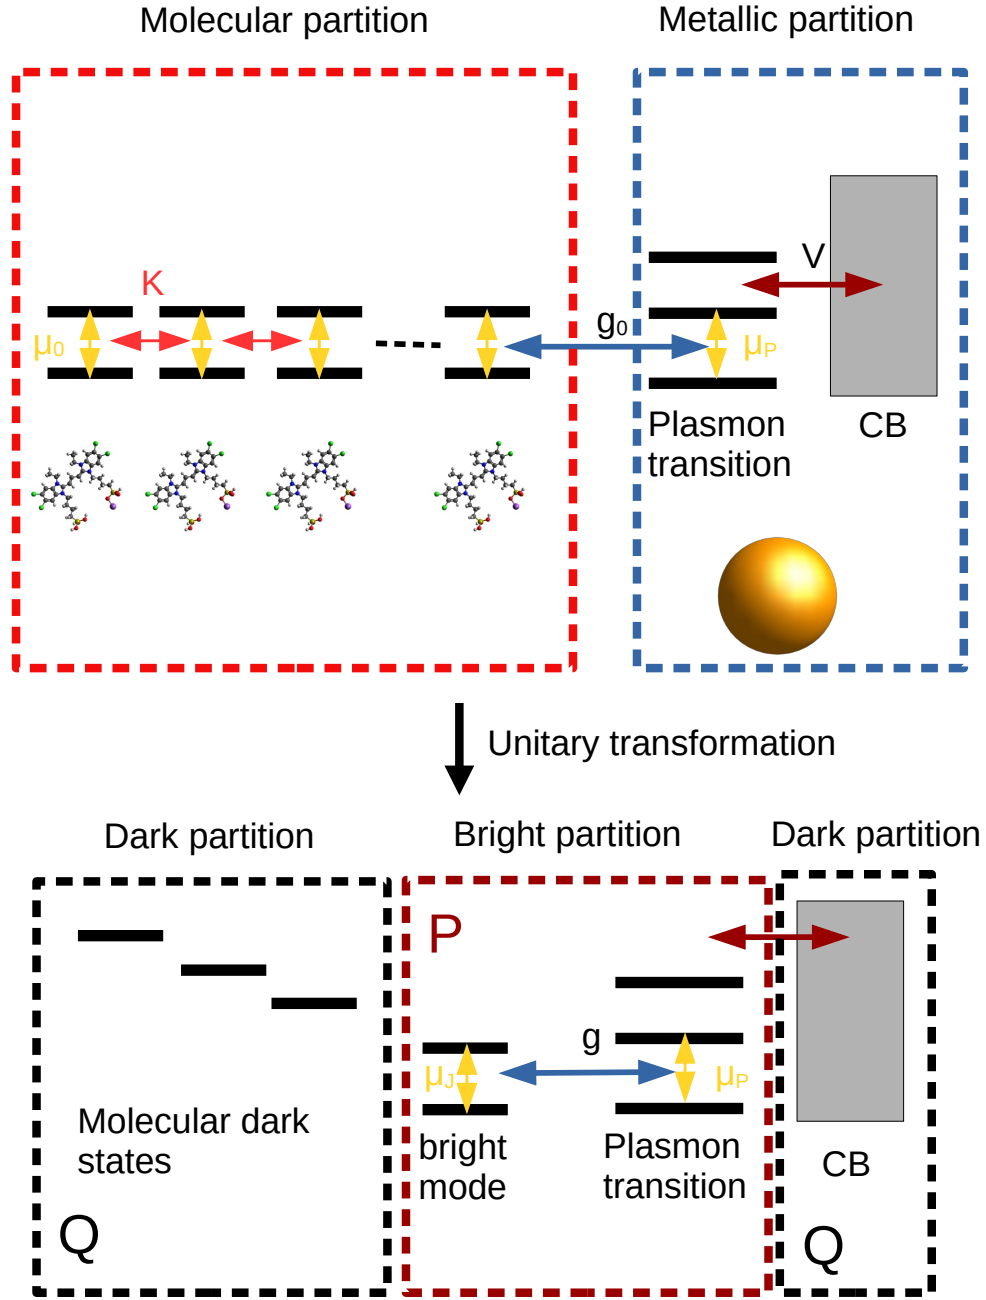 Molecular partition
Metallic partition
K
V
g₀
μ₀
μP
Plasmon
transition
CB
Unitary transformation
Dark partition
Bright partition
Dark partition
P
g
μJ
μP
Molecular dark
states
bright
mode
Plasmon
transition
CB
Q
Q